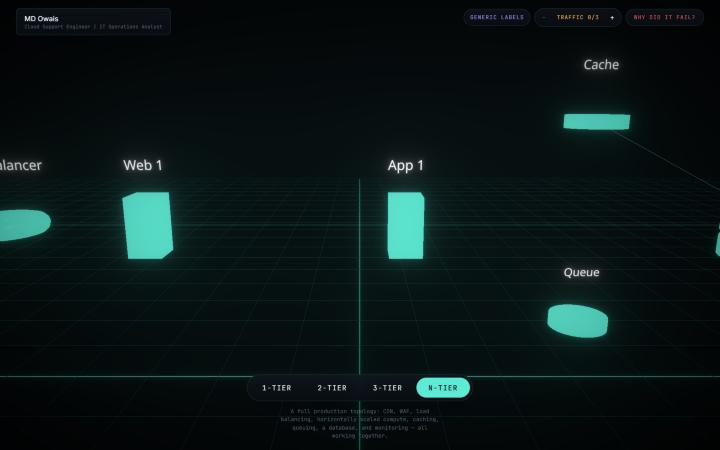 MD Owais
Cloud Support Engineer | IT Operations Analyst
GENERIC LABELS
- TRAFFIC 0/3 +
WHY DID IT FAIL?
Cache
alancer
Web 1
App 1
Queue
1-TIER
2-TIER
3-TIER
N-TIER
A full production topology: CDN, WAF, load
balancing, horizontally scaled compute, caching,
queuing, a database, and monitoring — all
working together.